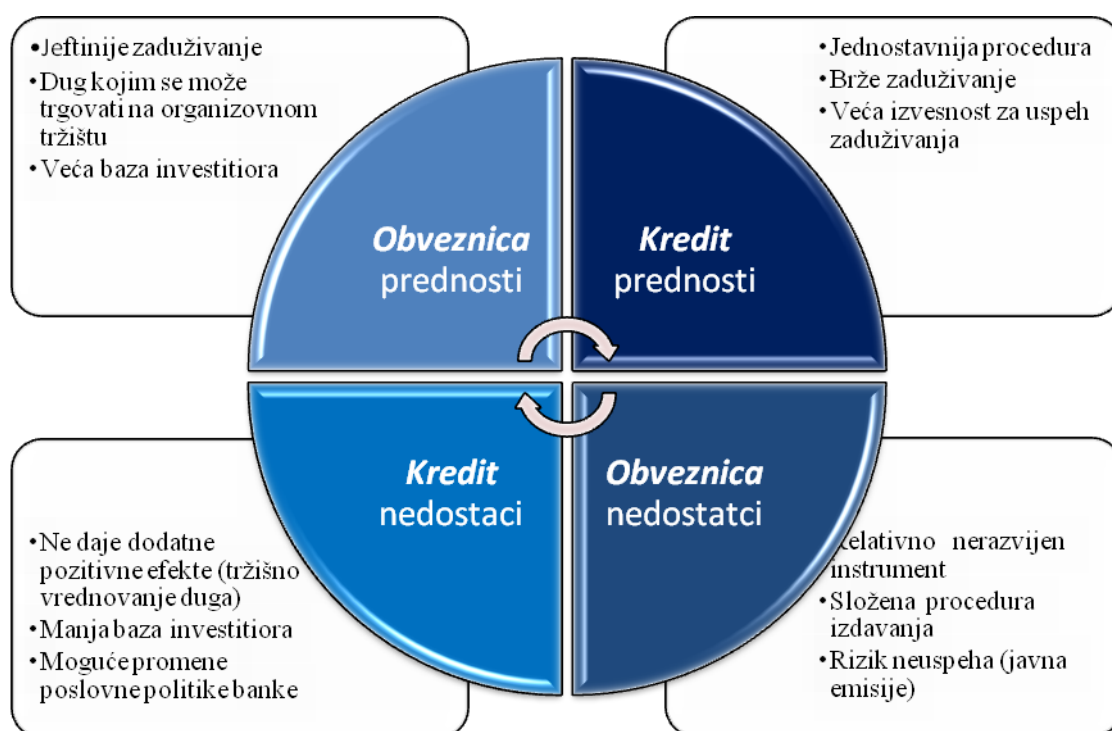 •Jeftinije zaduživanje
•Dug kojim se može
trgovati na organizovnom
tržištu
•Veća baza investitiora
•Jednostavnija procedura
•Brže zaduživanje
•Veća izvesnost za uspeh
zaduživanja
Obveznica
prednosti
Kredit
prednosti
Kredit
nedostaci
Obveznica
nedostatci
•Ne daje dodatne
pozitivne efekte (tržišno
vrednovanje duga)
•Manja baza investitiora
•Moguće promene
poslovne politike banke
Relativno nerazvijen
instrument
•Složena procedura
izdavanja
•Rizik neuspeha (javna
emisije)